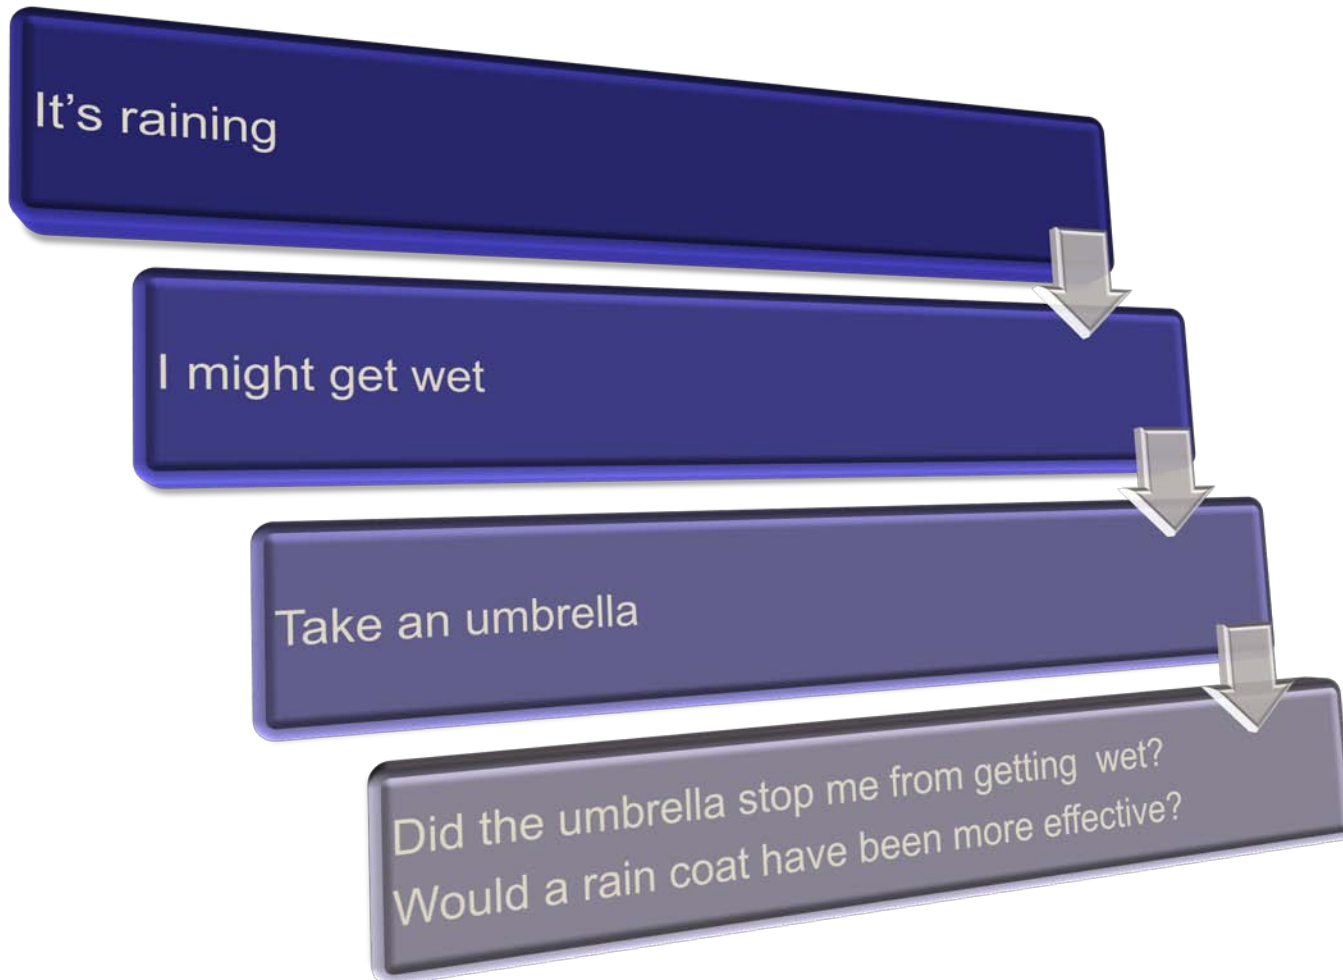 It's raining
I might get wet
Take an umbrella
Did the umbrella stop me from getting  wet?
Would a rain coat have been more effective?